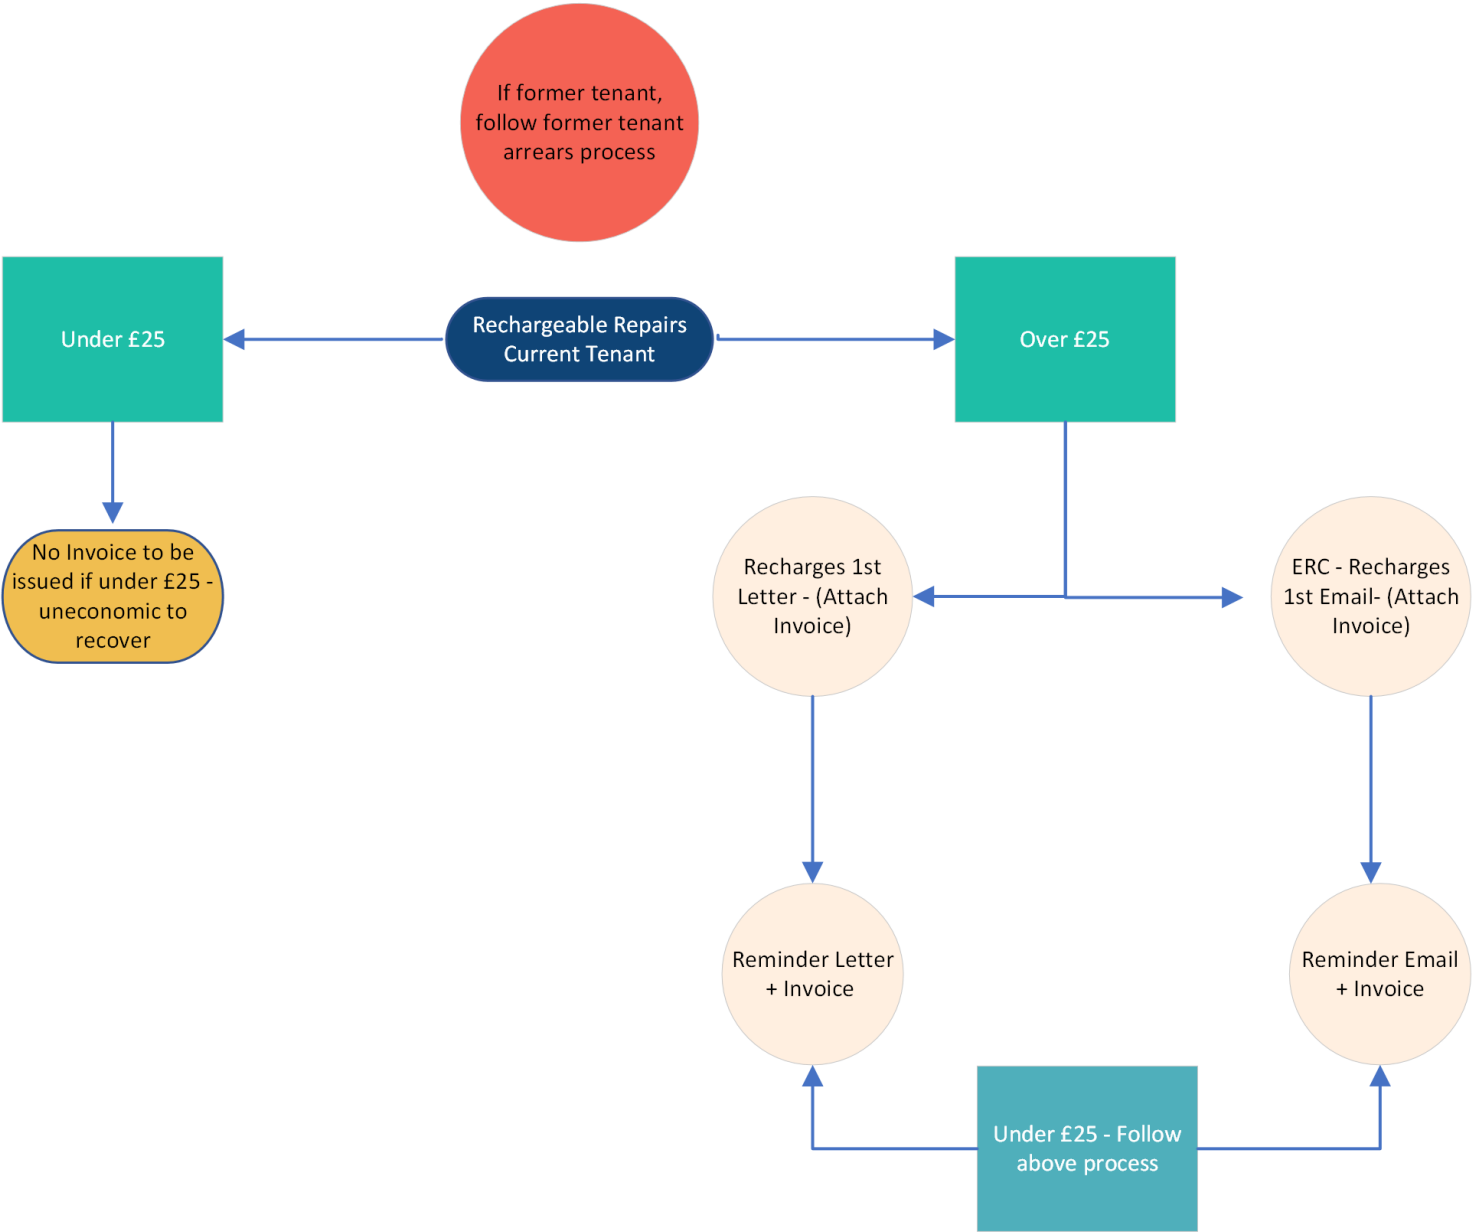 If former tenant,
follow former tenant
arrears process
Under £25
Rechargeable Repairs
Current Tenant
Over £25
No Invoice to be
issued if under £25 -
uneconomic to
recover
Recharges 1st
Letter - (Attach
Invoice)
ERC - Recharges
1st Email- (Attach
Invoice)
Reminder Letter
+ Invoice
Reminder Email
+ Invoice
Under £25 - Follow
above process